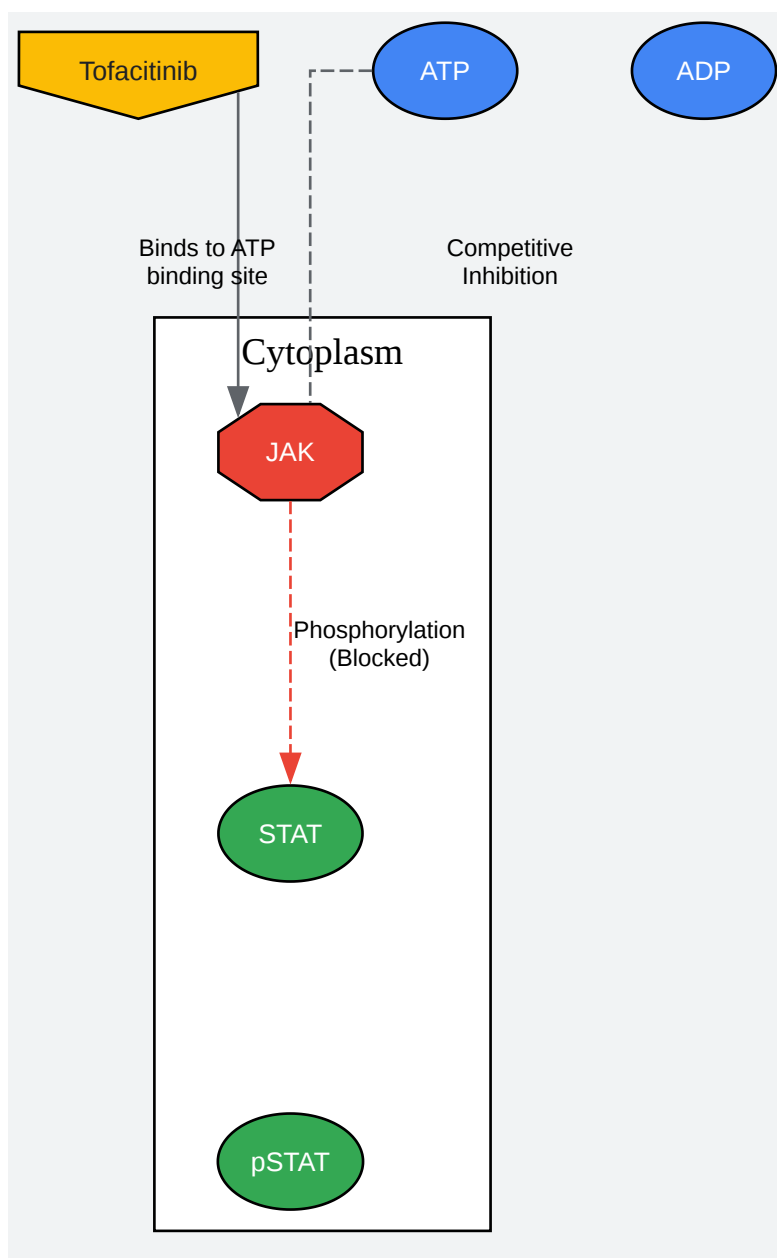 Tofacitinib
ATP
ADP
Binds to ATP
binding site
Competitive
Inhibition
Cytoplasm
JAK
Phosphorylation
(Blocked)
STAT
pSTAT